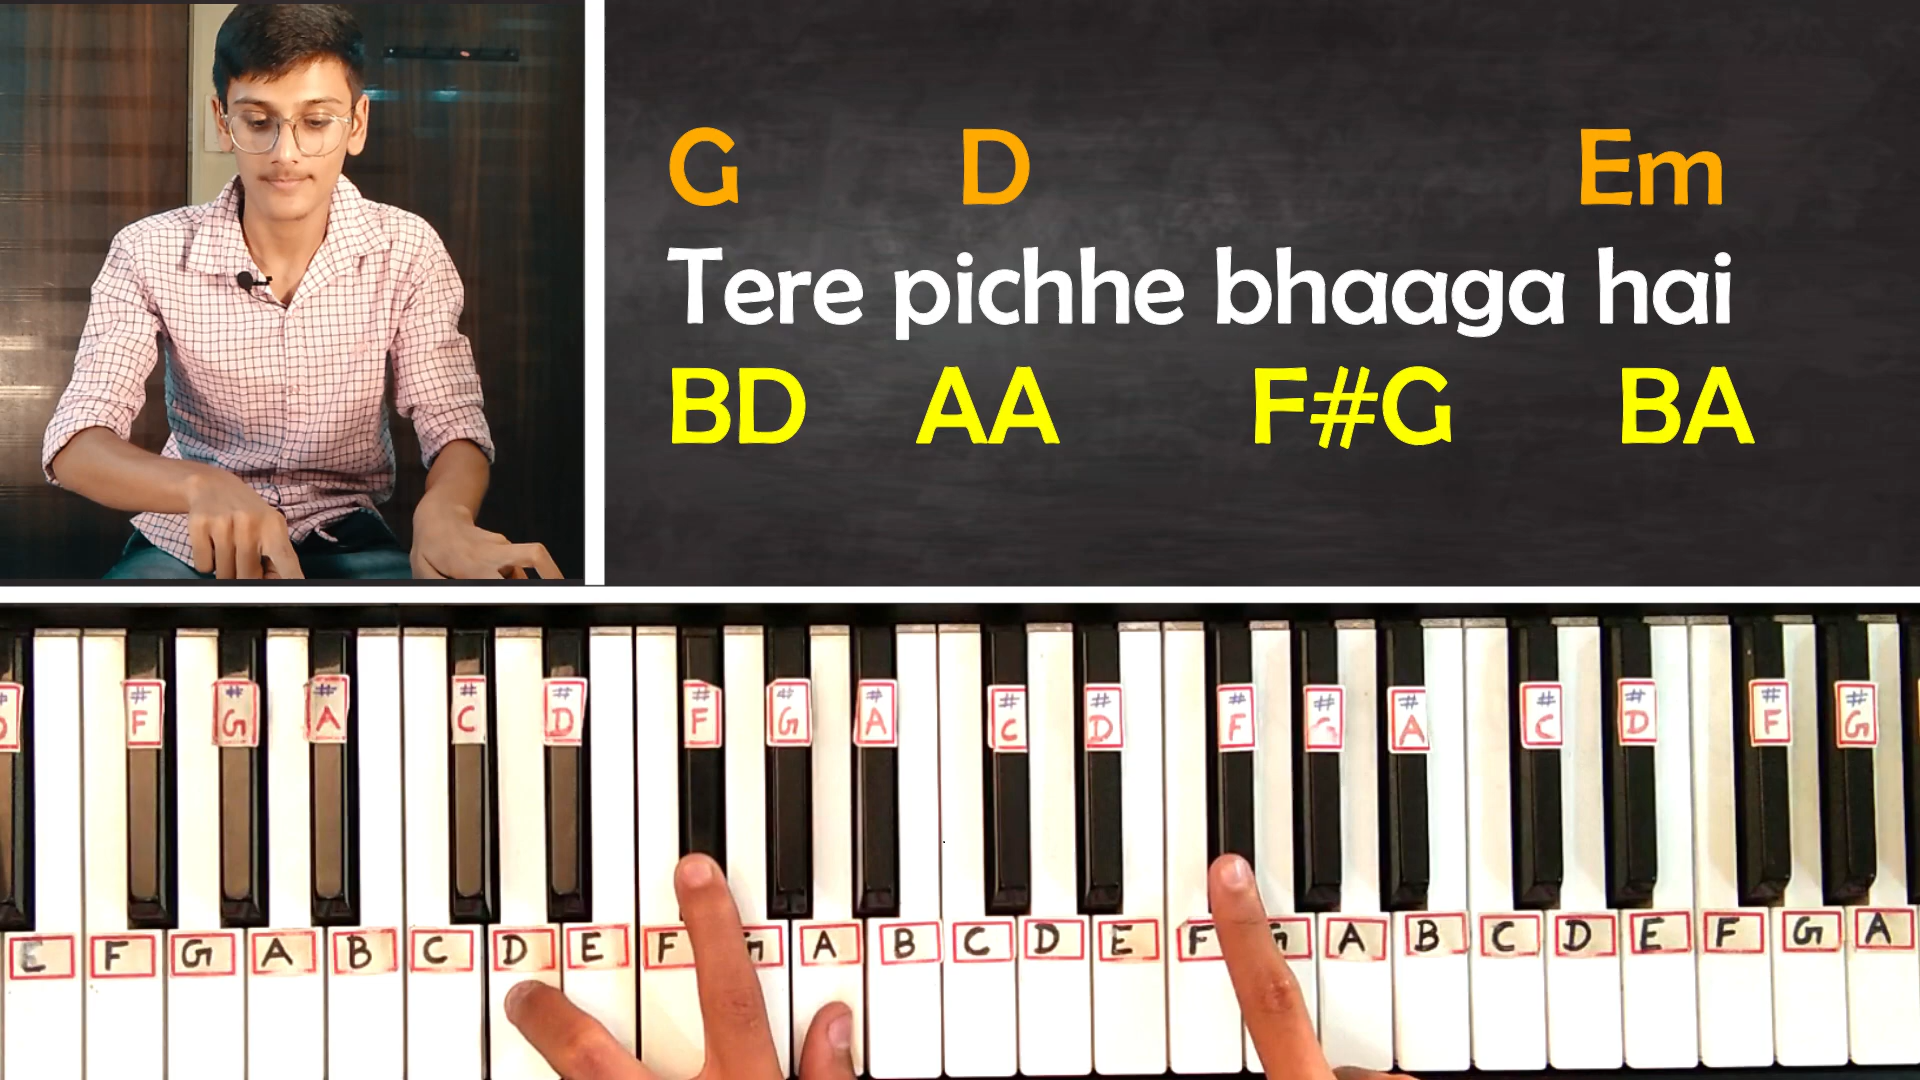 G D Em
Tere pichhe bhaaga hai
BD AA F#G BA
# F # G # A # C # D # F # G # A # C # D # F # G # A # C # D # F # G
E F G A B C D E F G A B C D E F G A B C D E F G A